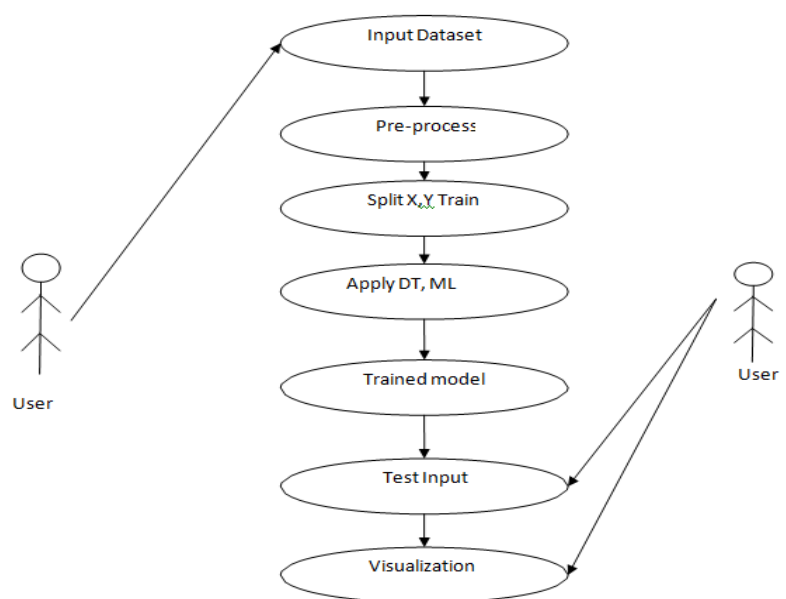 Input Dataset
Pre-process
Split X,Y Train
Apply DT, ML
Trained model
Test Input
Visualization
User
User